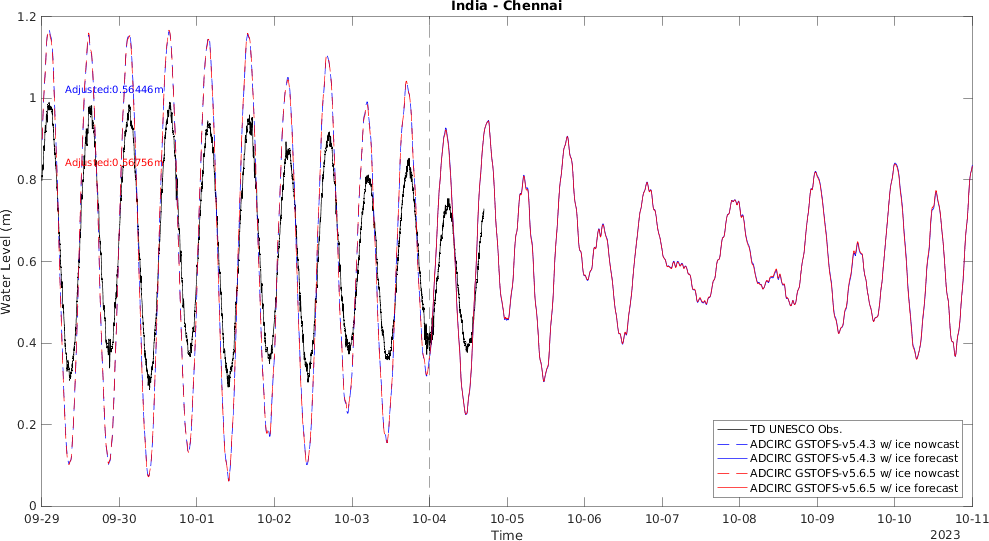 India - Chennai
1.2
1
0.8
0.6
0.4
0.2
0
Water Level (m)
Adjusted:0.56446m
Adjusted:0.56756m
TD UNESCO Obs.
ADCIRC GSTOFS-v5.4.3 w/ ice nowcast
ADCIRC GSTOFS-v5.4.3 w/ ice forecast
ADCIRC GSTOFS-v5.6.5 w/ ice nowcast
ADCIRC GSTOFS-v5.6.5 w/ ice forecast
09-29 09-30 10-01 10-02 10-03 10-04 10-05 10-06 10-07 10-08 10-09 10-10 10-11
Time
2023